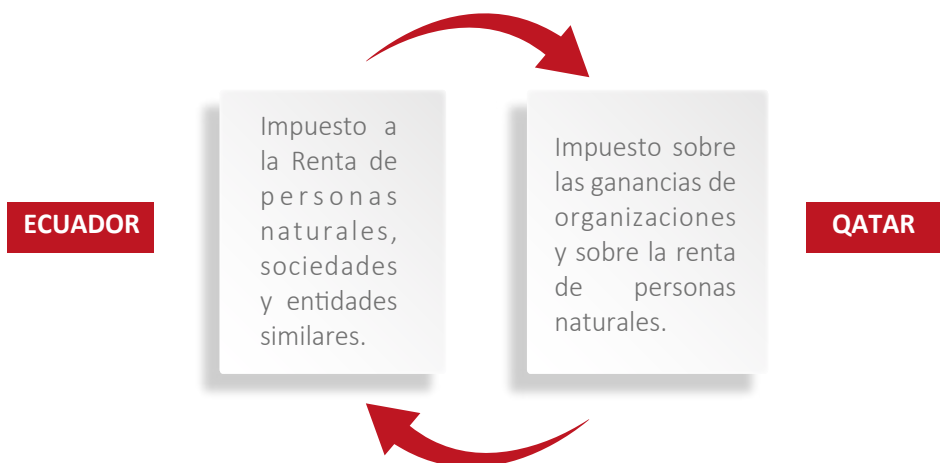 ECUADOR
Impuesto a
la Renta de
personas
naturales,
sociedades
y entidades
similares.
Impuesto sobre
las ganancias de
organizaciones
y sobre la renta
de personas
naturales.
QATAR